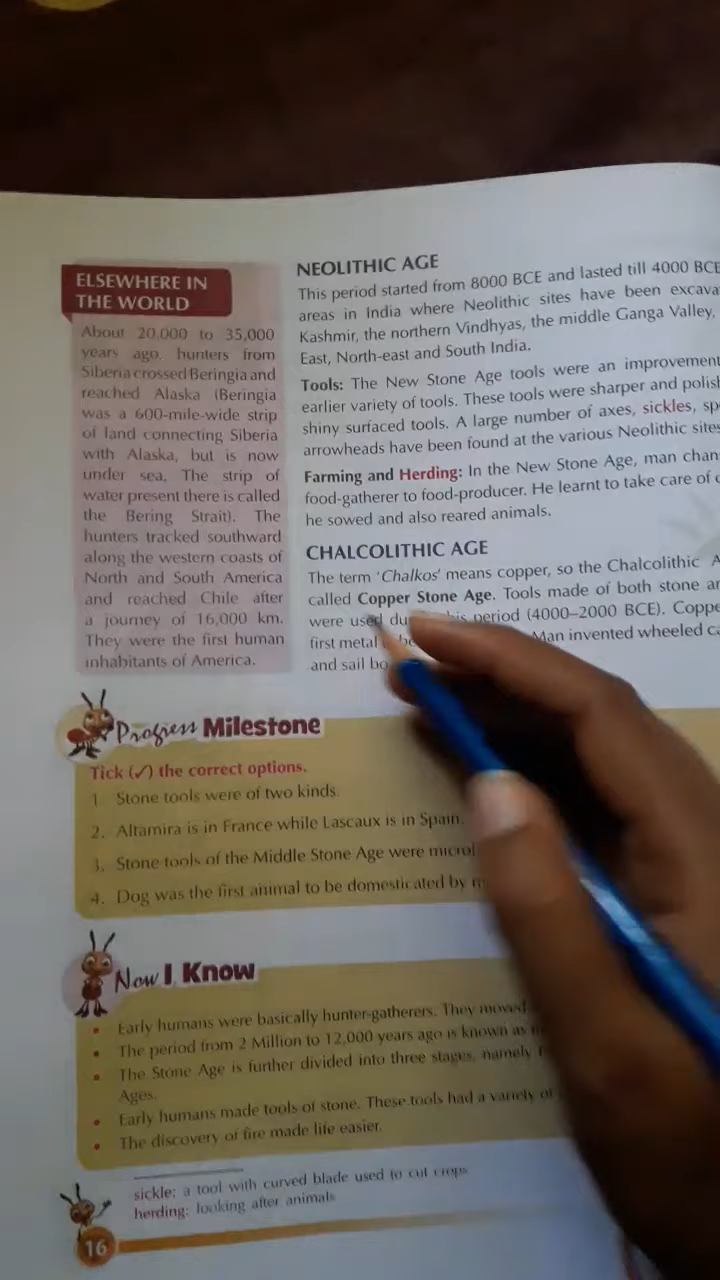 ELSEWHERE IN
THE WORLD
About 20,000 to 35,000
years ago, hunters from
Siberia crossed Beringia and
reached Alaska (Beringia
was a 600-mile-wide strip
of land connecting Siberia
with Alaska, but is now
under sea. The strip of
water present there is called
the Bering Strait). The
hunters tracked southward
along the western coasts of
North and South America
and reached Chile after
a journey of 16,000 km.
They were the first human
inhabitants of America.
NEOLITHIC AGE
This period started from 8000 BCE and lasted till 4000 BCE
areas in India where Neolithic sites have been
Kashmir, the northern Vindhyas, the middle Ganga Valley,
East, North-east and South India.
Tools: The New Stone Age tools were an improvement
earlier variety of tools. These tools were sharper and
shiny surfaced tools. A large number of axes, sickles,
arrowheads have been found at the various Neolithic sites
Farming and Herding: In the New Stone Age, man
food-gatherer to food-producer. He learnt to take care of
he sowed and also reared animals.
CHALCOLITHIC AGE
The term 'Chalkos' means copper, so the Chalcolithic
called Copper Stone Age. Tools made of both stone
were used period (4000–2000 BCE).
first metal Man invented wheeled
and sail
Progress Milestone
Tick (✓) the correct options.
1. Stone tools were of two kinds.
2. Altamira is in France while Lascaux is in Spain.
3. Stone tools of the Middle Stone Age were
4. Dog was the first animal to be domesticated by
Now I Know
• Early humans were basically hunter-gatherers. They moved
• The period from 2 Million to 12,000 years ago is known as
• The Stone Age is further divided into three stages, namely
Ages.
• Early humans made tools of stone. These tools had a variety of
• The discovery of fire made life easier.
sickle: a tool with curved blade used to cut crops
herding: looking after animals
16